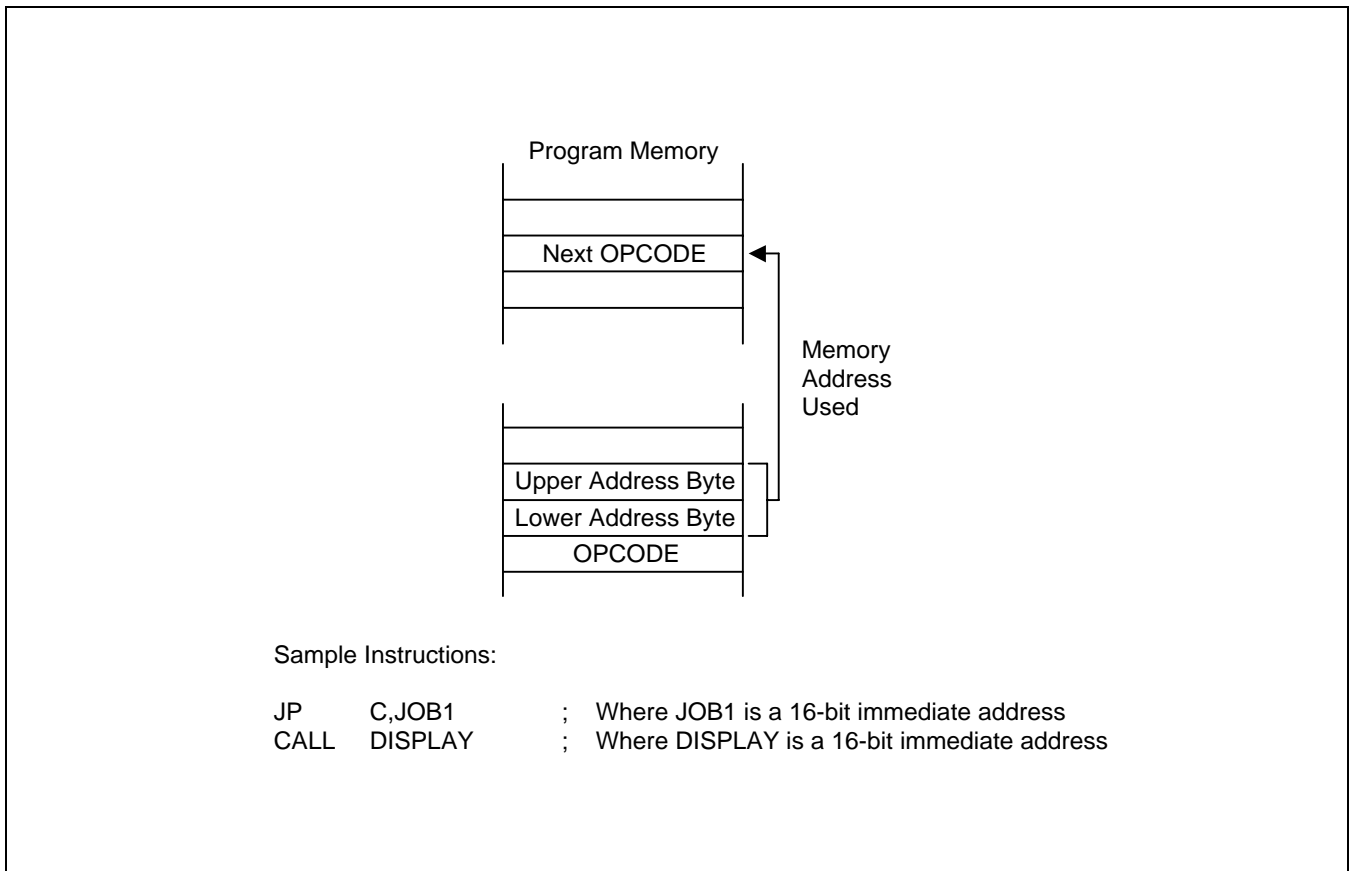 Program Memory
Next OPCODE
Memory
Address
Used
Upper Address Byte
Lower Address Byte
OPCODE
Sample Instructions:
JP C,JOB1 ; Where JOB1 is a 16-bit immediate address
CALL DISPLAY ; Where DISPLAY is a 16-bit immediate address